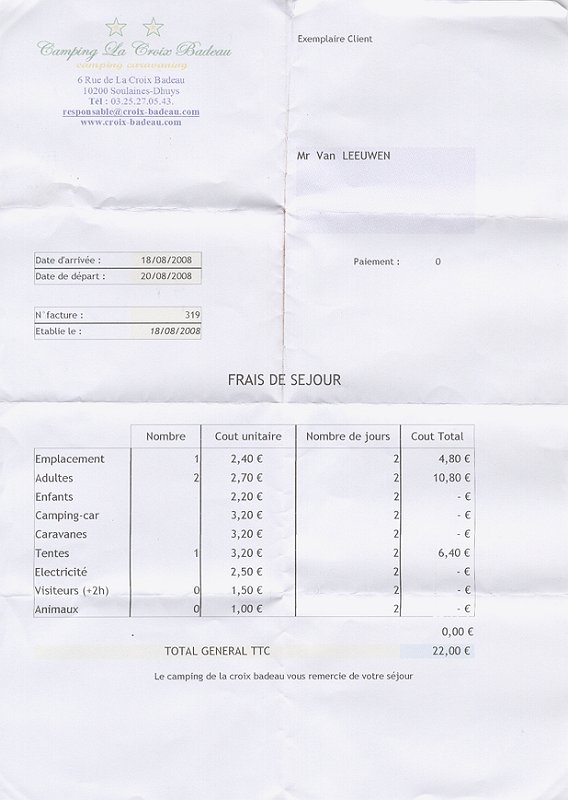 Camping La Croix Badeau
camping caravaning
6 Rue de La Croix Badeau
10200 Soulaines-Dhuys
Tél : 03.25.27.05.43.
responsable@croix-badeau.com
www.croix-badeau.com
Exemplaire Client
Mr Van LEEUWEN
Date d'arrivée : 18/08/2008
Date de départ : 20/08/2008
Paiement : 0
N°facture : 319
Etablie le : 18/08/2008
FRAIS DE SEJOUR
Nombre Cout unitaire Nombre de jours Cout Total
Emplacement 1 2,40 € 2 4,80 €
Adultes 2 2,70 € 2 10,80 €
Enfants 2,20 € 2 - €
Camping-car 3,20 € 2 - €
Caravanes 3,20 € 2 - €
Tentes 1 3,20 € 2 6,40 €
Electricité 2,50 € 2 - €
Visiteurs (+2h) 0 1,50 € 2 - €
Animaux 0 1,00 € 2 - €
0,00 €
TOTAL GENERAL TTC 22,00 €
Le camping de la croix badeau vous remercie de votre séjour